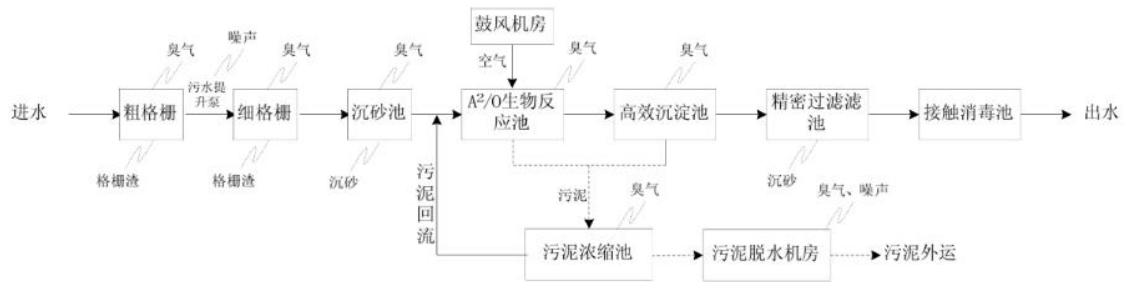 鼓风机房
臭气
噪声
臭气
臭气
空气
臭气
臭气
污水提
升泵
进水
粗格栅
细格栅
沉砂池
A²/O生物反
应池
高效沉淀池
精密过滤滤
池
接触消毒池
出水
格栅渣
格栅渣
沉砂
污泥回流
污泥
臭气
沉砂
臭气、噪声
污泥浓缩池
污泥脱水机房
污泥外运